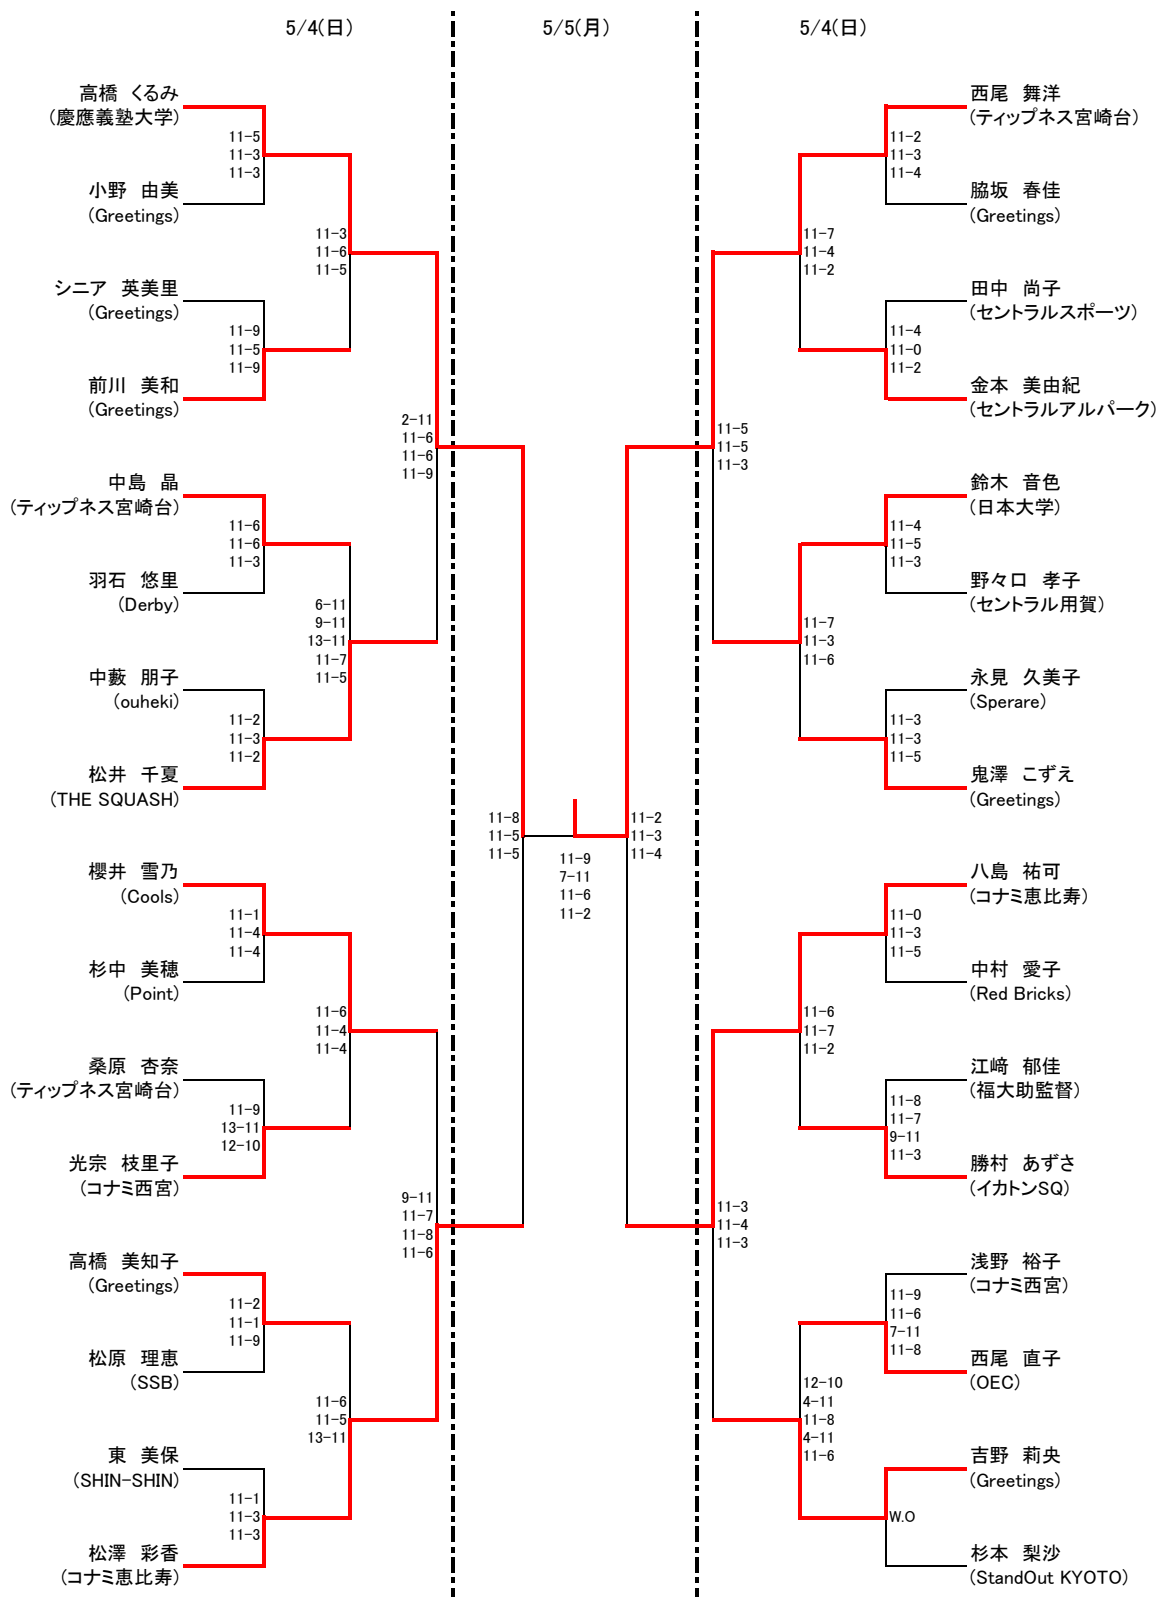 5/4(日)
5/5(月)
5/4(日)
高橋 くるみ
(慶應義塾大学)
11-5
11-3
11-3
小野 由美
(Greetings)
11-3
11-6
11-5
シニア 英美里
(Greetings)
11-9
11-5
11-9
前川 美和
(Greetings)
2-11
11-6
11-6
11-9
中島 晶
(ティップネス宮崎台)
11-6
11-6
11-3
羽石 悠里
(Derby)
6-11
9-11
13-11
11-7
11-5
中藪 朋子
(ouheki)
11-2
11-3
11-2
松井 千夏
(THE SQUASH)
11-8
11-5
11-5
櫻井 雪乃
(Cools)
11-1
11-4
11-4
杉中 美穂
(Point)
11-6
11-4
11-4
桑原 杏奈
(ティップネス宮崎台)
11-9
13-11
12-10
光宗 枝里子
(コナミ西宮)
9-11
11-7
11-8
11-6
高橋 美知子
(Greetings)
11-2
11-1
11-9
松原 理恵
(SSB)
11-6
11-5
13-11
東 美保
(SHIN-SHIN)
11-1
11-3
11-3
松澤 彩香
(コナミ恵比寿)
11-9
7-11
11-6
11-2
西尾 舞洋
(ティップネス宮崎台)
11-2
11-3
11-4
脇坂 春佳
(Greetings)
11-7
11-4
11-2
田中 尚子
(セントラルスポーツ)
11-4
11-0
11-2
金本 美由紀
(セントラルアルパーク)
11-5
11-5
11-3
鈴木 音色
(日本大学)
11-4
11-5
11-3
野々口 孝子
(セントラル用賀)
11-7
11-3
11-6
永見 久美子
(Sperare)
11-3
11-3
11-5
鬼澤 こずえ
(Greetings)
11-2
11-3
11-4
八島 祐可
(コナミ恵比寿)
11-0
11-3
11-5
中村 愛子
(Red Bricks)
11-6
11-7
11-2
江﨑 郁佳
(福大助監督)
11-8
11-7
9-11
11-3
勝村 あずさ
(イカトンSQ)
11-3
11-4
11-3
浅野 裕子
(コナミ西宮)
11-9
11-6
7-11
11-8
西尾 直子
(OEC)
12-10
4-11
11-8
4-11
11-6
吉野 莉央
(Greetings)
W.O
杉本 梨沙
(StandOut KYOTO)